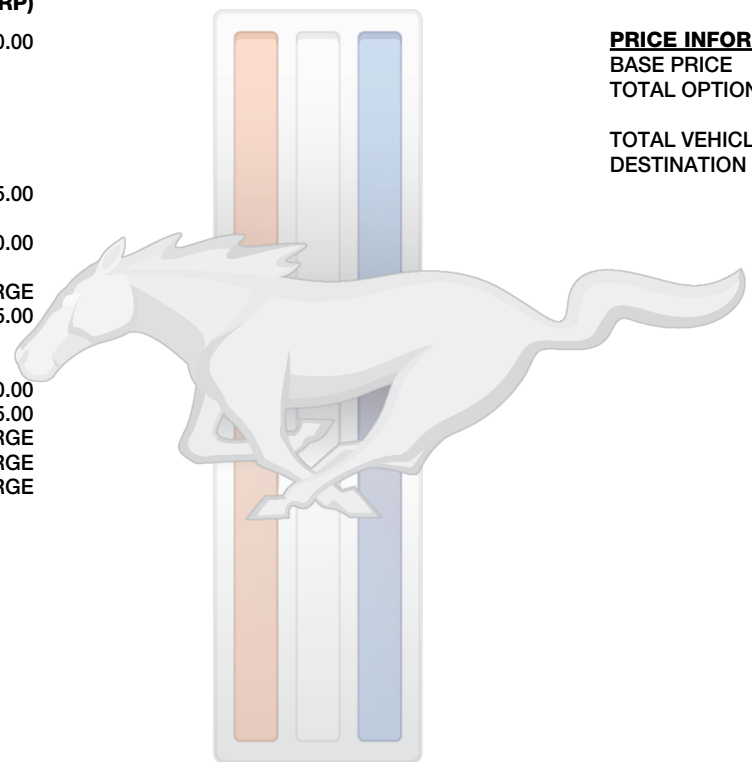 RP)
0.00
5.00
0.00
RGE
5.00
0.00
5.00
RGE
RGE
RGE
PRICE INFOR
BASE PRICE
TOTAL OPTION
TOTAL VEHICL
DESTINATION